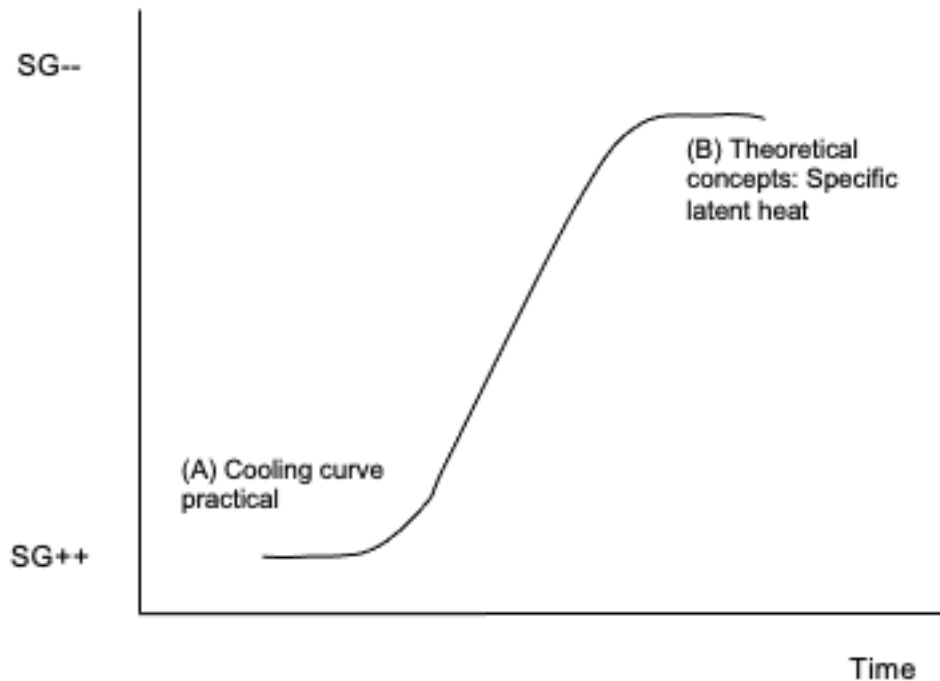 SG--
(B) Theoretical
concepts: Specific
latent heat
(A) Cooling curve
practical
SG++
Time